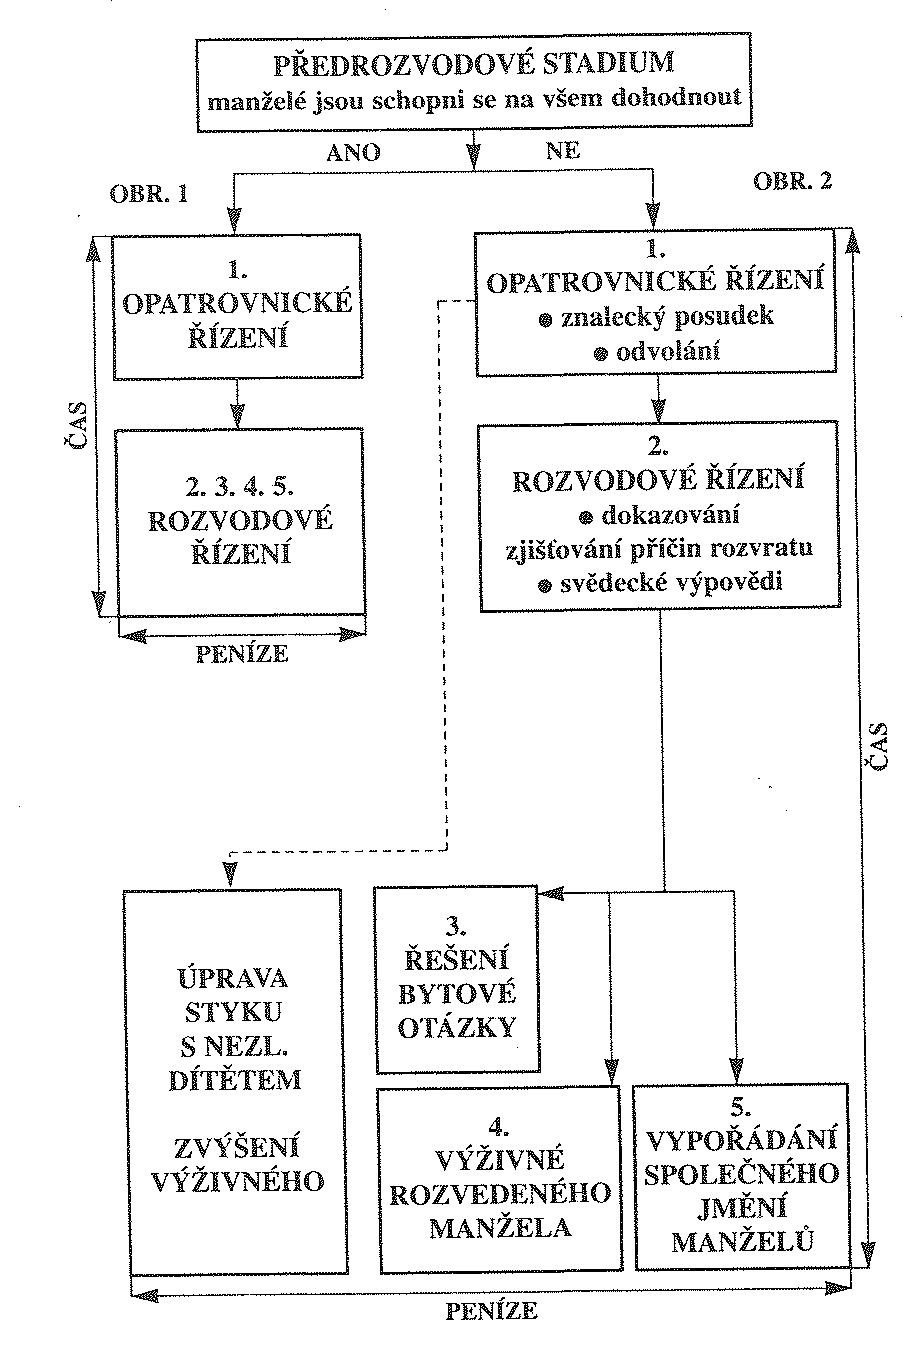 PŘEDROZVODOVÉ STADIUM
manželé jsou schopni se na všem dohodnout
ANO
NE
OBR. 1
OBR. 2
1.
OPATROVNICKÉ
ŘÍZENÍ
ČAS
2. 3. 4. 5.
ROZVODOVÉ
ŘÍZENÍ
PENÍZE
1.
OPATROVNICKÉ ŘÍZENÍ
● znalecký posudek
● odvolání
2.
ROZVODOVÉ ŘÍZENÍ
● dokazování
zjišťování příčin rozvratu
● svědecké výpovědi
ČAS
ÚPRAVA
STYKU
S NEZL.
DÍTĚTEM
ZVÝŠENÍ
VÝŽIVNÉHO
3.
ŘEŠENÍ
BYTOVÉ
OTÁZKY
4.
VÝŽIVNÉ
ROZVEDENÉHO
MANŽELA
5.
VYPOŘÁDÁNÍ
SPOLEČNÉHO
JMĚNÍ
MANŽELŮ
PENÍZE